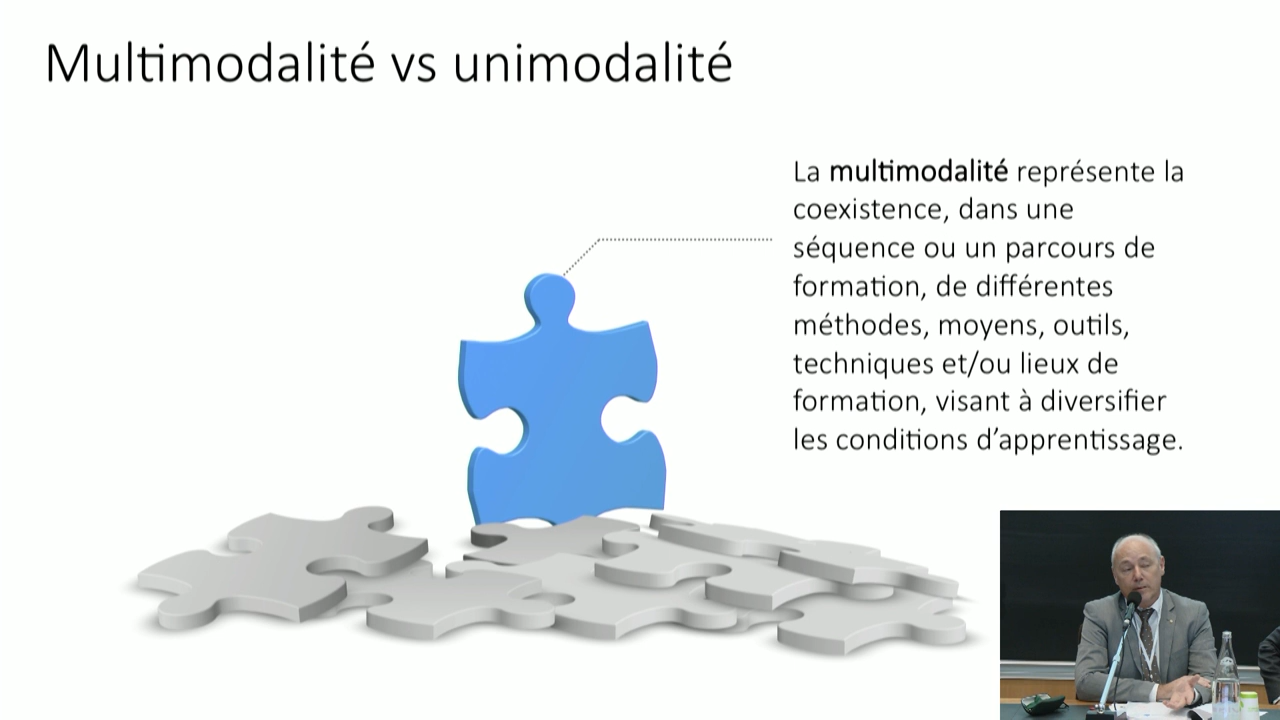 Multimodalité vs unimodalité
La multimodalité représente la
coexistence, dans une
séquence ou un parcours de
formation, de différentes
méthodes, moyens, outils,
techniques et/ou lieux de
formation, visant à diversifier
les conditions d’apprentissage.